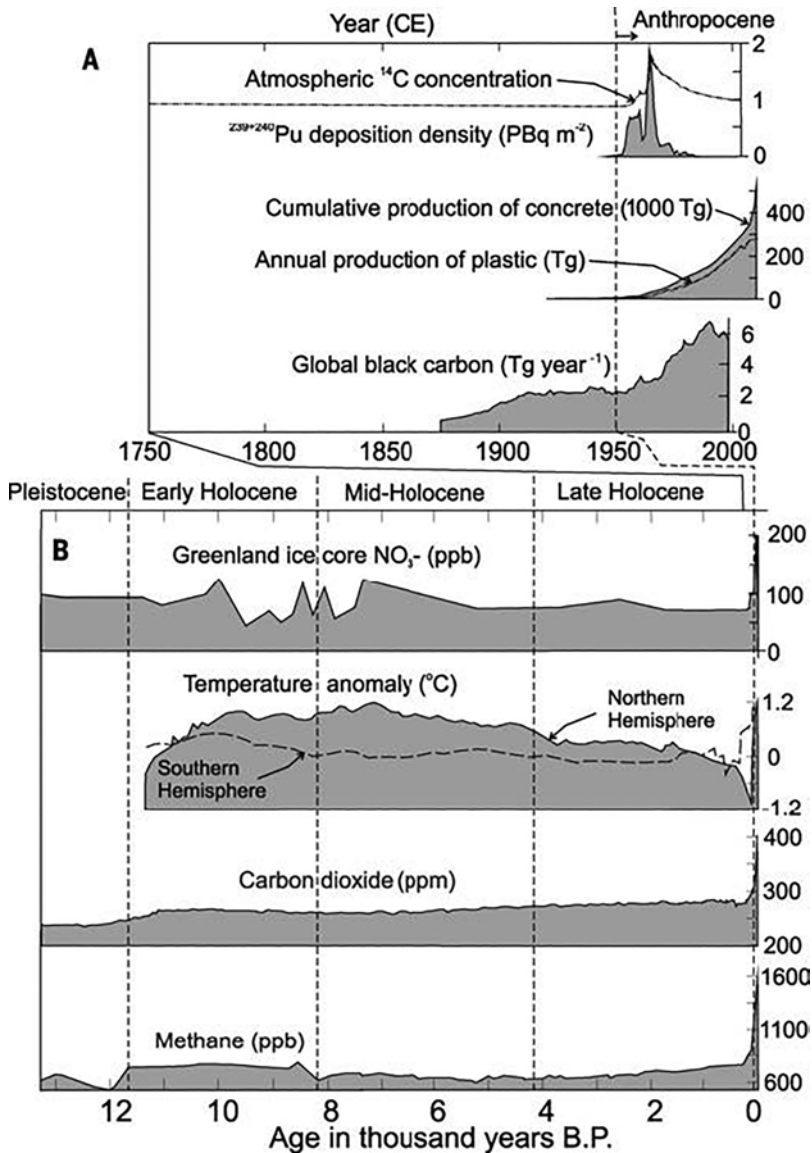 Year (CE)
Anthropocene
A
2
Atmospheric ¹⁴C concentration
1
²³⁹⁺²⁴⁰Pu deposition density (PBq m⁻²)
0
Cumulative production of concrete (1000 Tg)
400
Annual production of plastic (Tg)
200
0
Global black carbon (Tg year⁻¹)
6
4
2
0
1750 1800 1850 1900 1950 2000
Pleistocene Early Holocene Mid-Holocene Late Holocene
B
Greenland ice core NO₃- (ppb)
200
100
0
Temperature anomaly (°C)
1.2
Northern
Hemisphere
0
Southern
Hemisphere
-1.2
400
Carbon dioxide (ppm)
300
200
1600
1100
Methane (ppb)
600
12 10 8 6 4 2 0
Age in thousand years B.P.